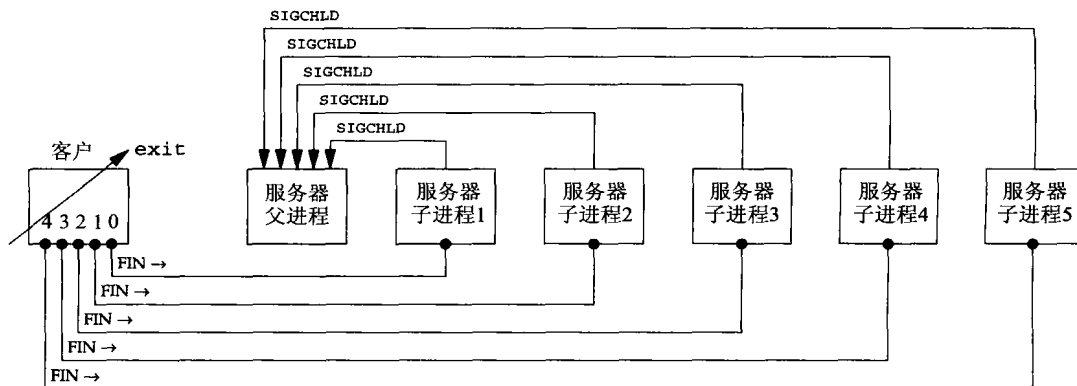 SIGCHLD
SIGCHLD
SIGCHLD
SIGCHLD
SIGCHLD
客户
exit
4 3 2 1 0
服务器
父进程
服务器
子进程1
服务器
子进程2
服务器
子进程3
服务器
子进程4
服务器
子进程5
FIN →
FIN →
FIN →
FIN →
FIN →